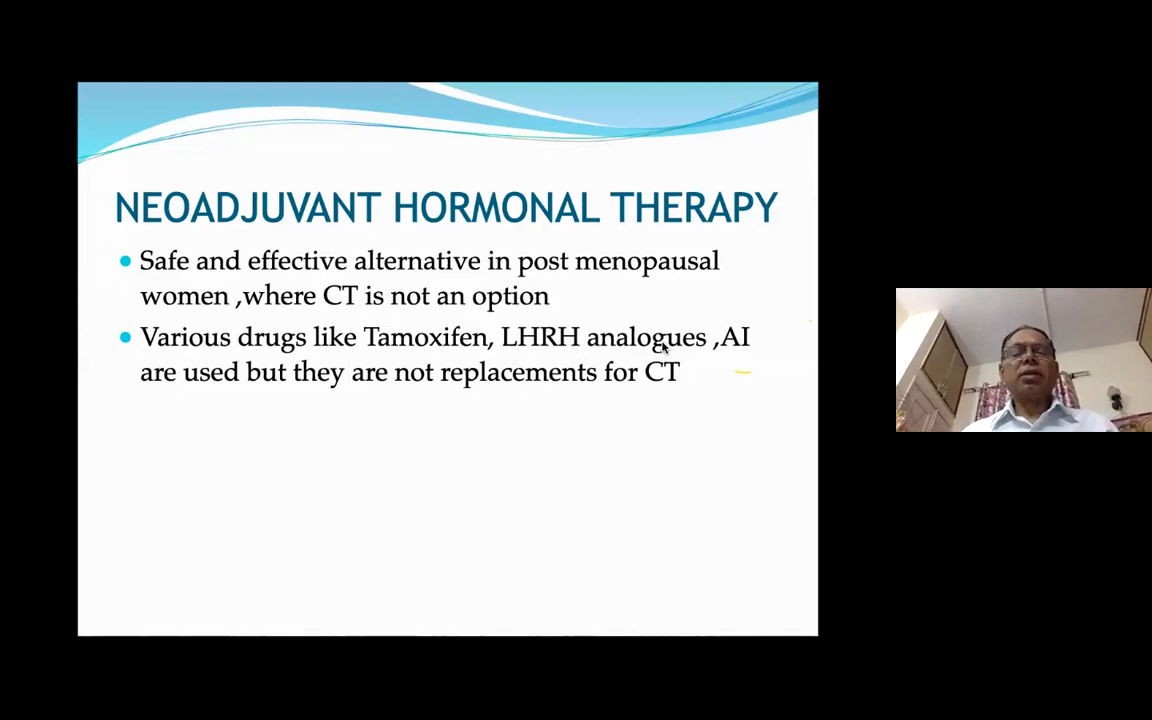 NEOADJUVANT HORMONAL THERAPY
Safe and effective alternative in post menopausal
women ,where CT is not an option
Various drugs like Tamoxifen, LHRH analogues ,AI
are used but they are not replacements for CT